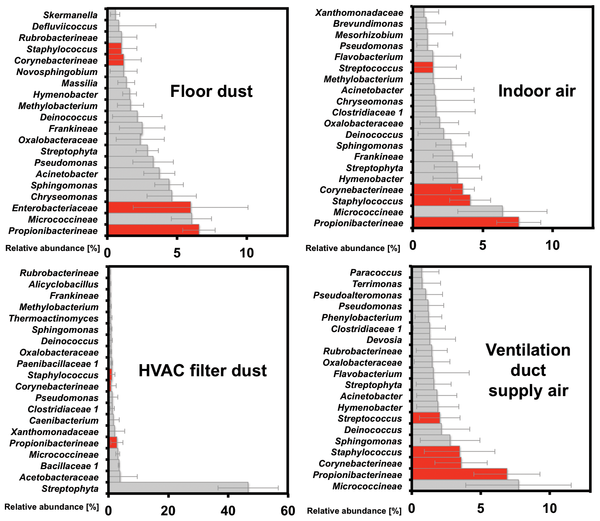 Skermanella
Defluviicoccus
Rubrobacterineae
Staphylococcus
Corynebacterineae
Novosphingobium
Massilia
Hymenobacter
Methylobacterium
Deinococcus
Frankineae
Oxalobacteraceae
Streptophyta
Pseudomonas
Acinetobacter
Sphingomonas
Chryseomonas
Enterobacteriaceae
Micrococcineae
Propionibacterineae
Floor dust
Relative abundance [%]
0 5 10
Xanthomonadaceae
Brevundimonas
Mesorhizobium
Pseudomonas
Flavobacterium
Streptococcus
Methylobacterium
Acinetobacter
Chryseomonas
Clostridiaceae 1
Oxalobacteraceae
Deinococcus
Sphingomonas
Frankineae
Streptophyta
Hymenobacter
Corynebacterineae
Staphylococcus
Micrococcineae
Propionibacterineae
Indoor air
Relative abundance [%]
0 5 10
Rubrobacterineae
Alicyclobacillus
Frankineae
Methylobacterium
Thermoactinomyces
Sphingomonas
Deinococcus
Oxalobacteraceae
Paenibacillaceae 1
Staphylococcus
Corynebacterineae
Pseudomonas
Clostridiaceae 1
Caenibacterium
Xanthomonadaceae
Propionibacterineae
Micrococcineae
Bacillaceae 1
Acetobacteraceae
Streptophyta
HVAC filter dust
Relative abundance [%]
0 20 40 60
Paracoccus
Terrimonas
Pseudoalteromonas
Pseudomonas
Phenylobacterium
Clostridiaceae 1
Devosia
Rubrobacterineae
Oxalobacteraceae
Flavobacterium
Streptophyta
Acinetobacter
Hymenobacter
Streptococcus
Deinococcus
Sphingomonas
Staphylococcus
Corynebacterineae
Propionibacterineae
Micrococcineae
Ventilation
duct
supply air
Relative abundance [%]
0 5 10